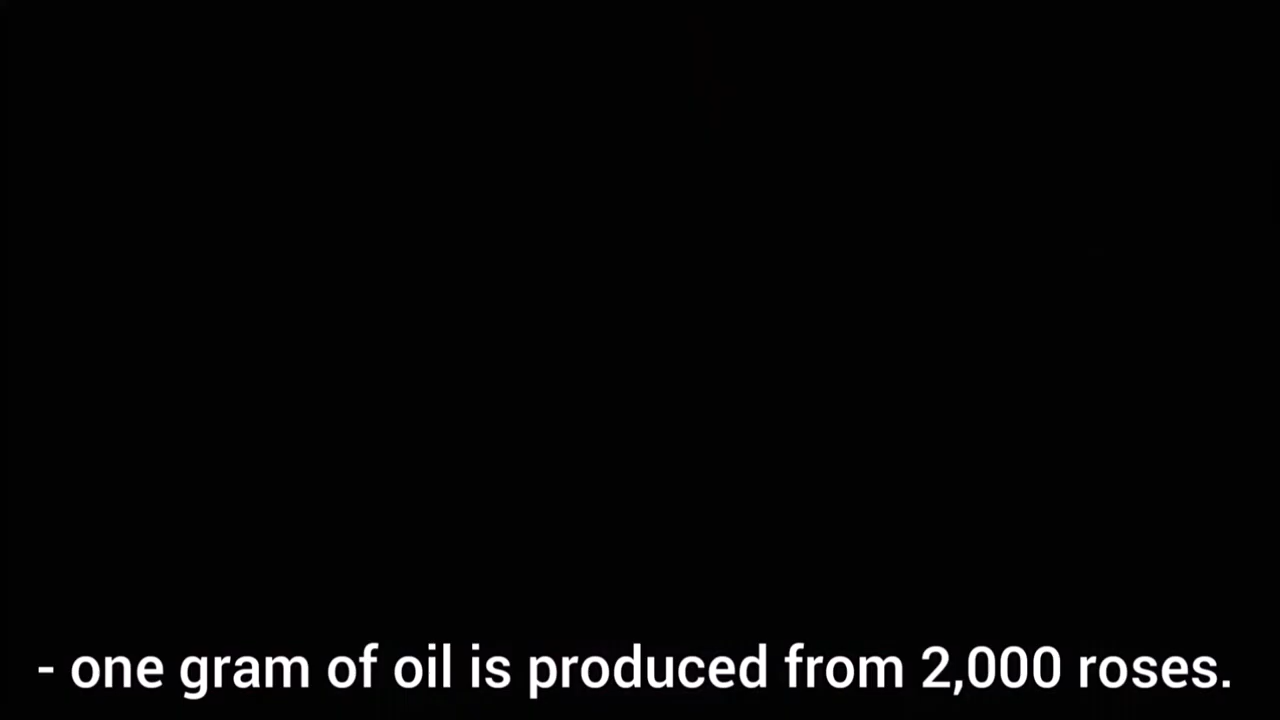 - one gram of oil is produced from 2,000 roses.